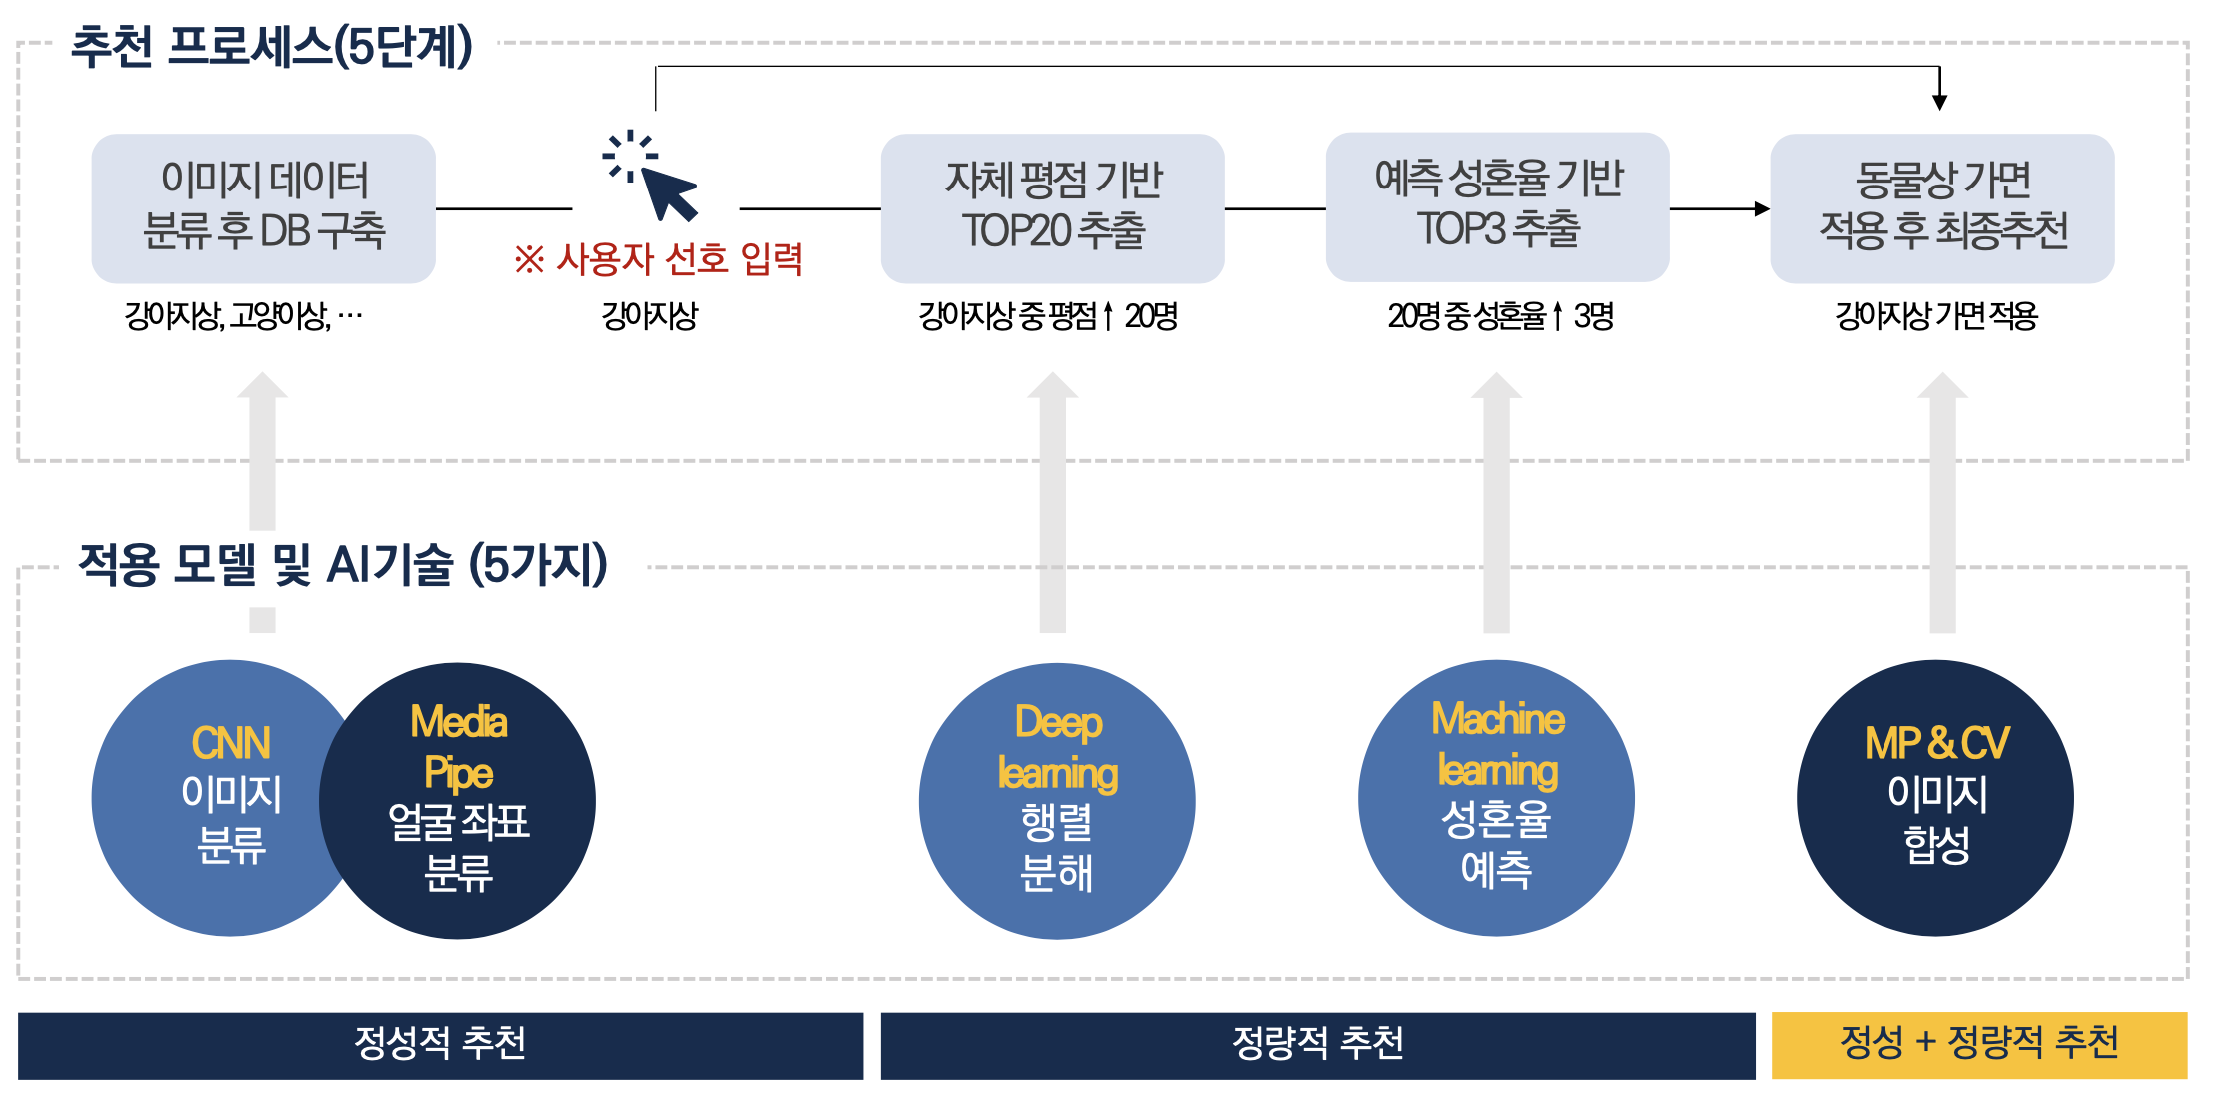 추천 프로세스(5단계)
이미지 데이터
분류 후 DB 구축
강아지상, 고양이상, …
※ 사용자 선호 입력
강아지상
자체 평점 기반
TOP20 추출
강아지상 중 평점↑ 20명
예측 성혼율 기반
TOP3 추출
20명 중 성혼율↑ 3명
동물상 가면
적용 후 최종추천
강아지상 가면 적용
적용 모델 및 AI기술 (5가지)
CNN
이미지
분류
Media
Pipe
얼굴 좌표
분류
Deep
learning
행렬
분해
Machine
learning
성혼율
예측
MP & CV
이미지
합성
정성적 추천
정량적 추천
정성 + 정량적 추천